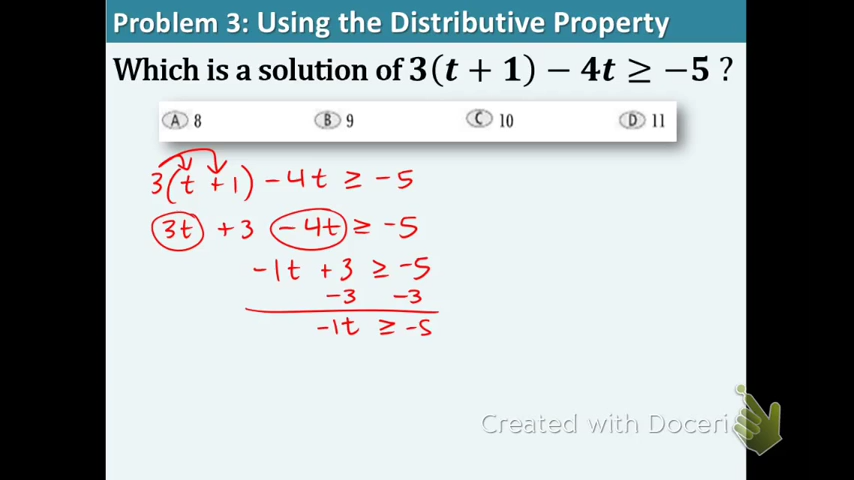 Problem 3: Using the Distributive Property
Which is a solution of 3(t + 1) − 4t ≥ −5 ?
A 8 B 9 C 10 D 11
3(t +1) −4t ≥ −5
3t +3 −4t ≥ −5
−1t +3 ≥ −5
−3 −3
−1t ≥ −5
Created with Doceri